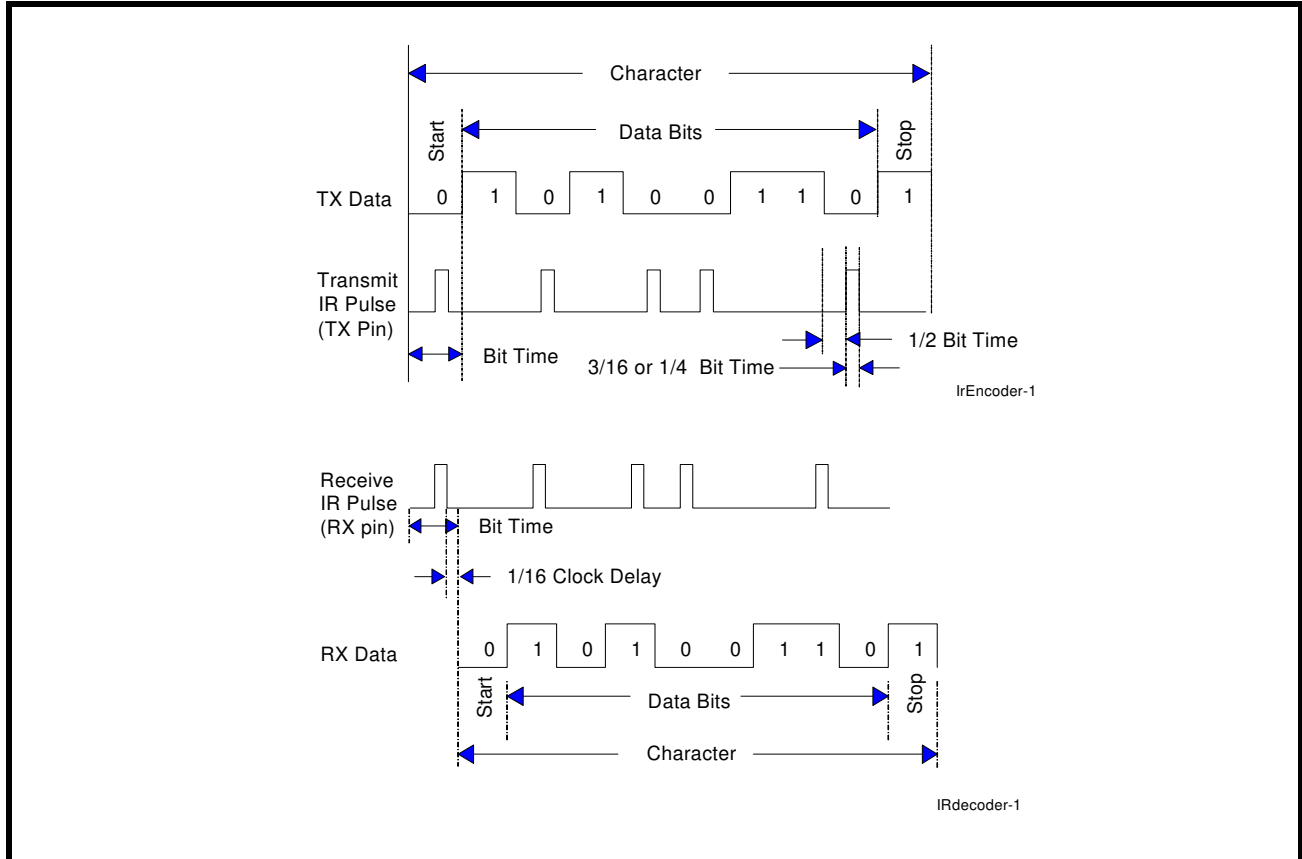 Character
Start
Data Bits
Stop
TX Data
0 1 0 1 0 0 1 1 0 1
Transmit
IR Pulse
(TX Pin)
1/2 Bit Time
Bit Time
3/16 or 1/4 Bit Time
IrEncoder-1
Receive
IR Pulse
(RX pin)
Bit Time
1/16 Clock Delay
RX Data
0 1 0 1 0 0 1 1 0 1
Start
Data Bits
Stop
Character
IRdecoder-1